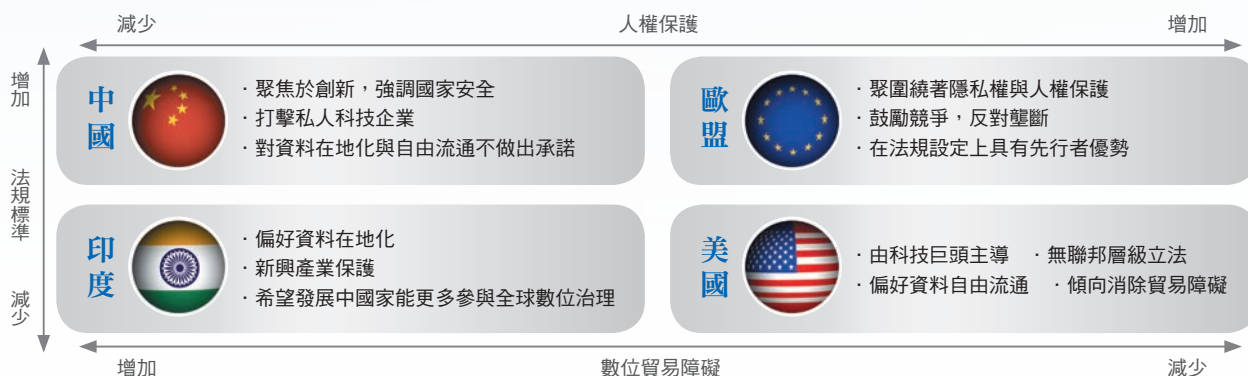 減少 人權保護 增加
增加 法規標準 減少
中國
・聚焦於創新，強調國家安全
・打擊私人科技企業
・對資料在地化與自由流通不做出承諾
歐盟
・聚圍繞著隱私權與人權保護
・鼓勵競爭，反對壟斷
・在法規設定上具有先行者優勢
印度
・偏好資料在地化
・新興產業保護
・希望發展中國家能更多參與全球數位治理
美國
・由科技巨頭主導 ・無聯邦層級立法
・偏好資料自由流通 ・傾向消除貿易障礙
增加 數位貿易障礙 減少